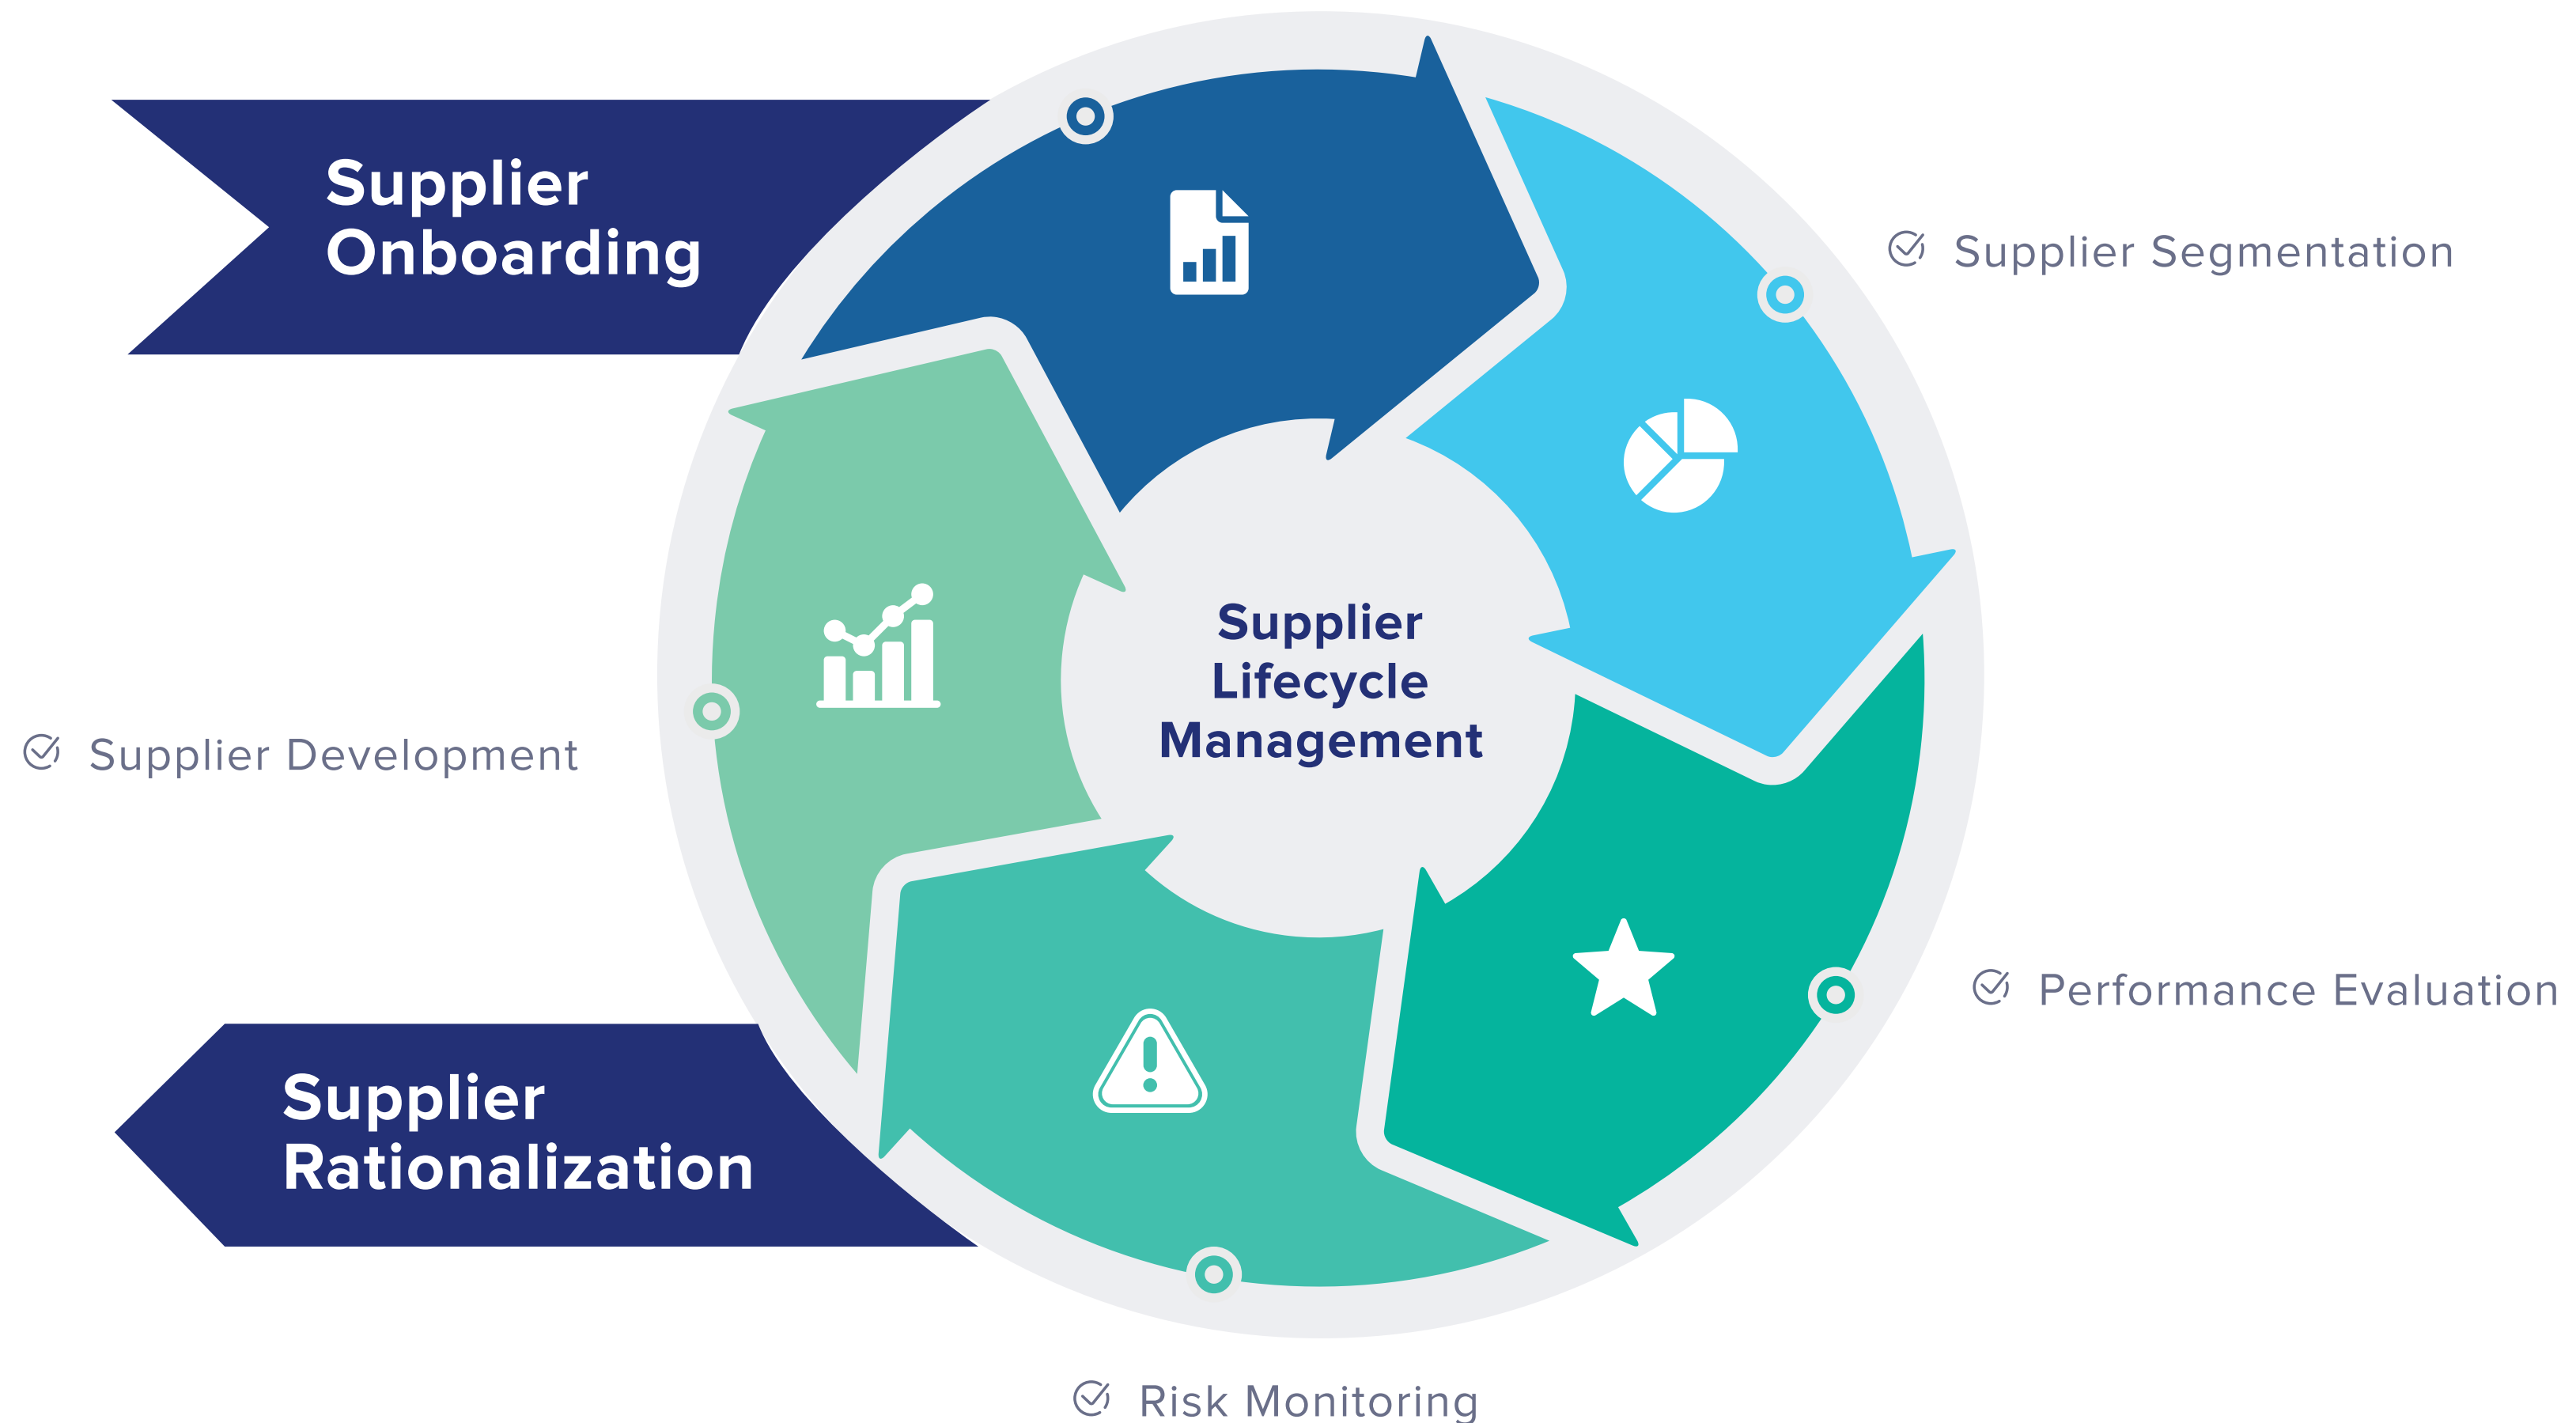 Supplier
Onboarding
Supplier Segmentation
Supplier
Lifecycle
Management
Supplier Development
Performance Evaluation
Supplier
Rationalization
Risk Monitoring